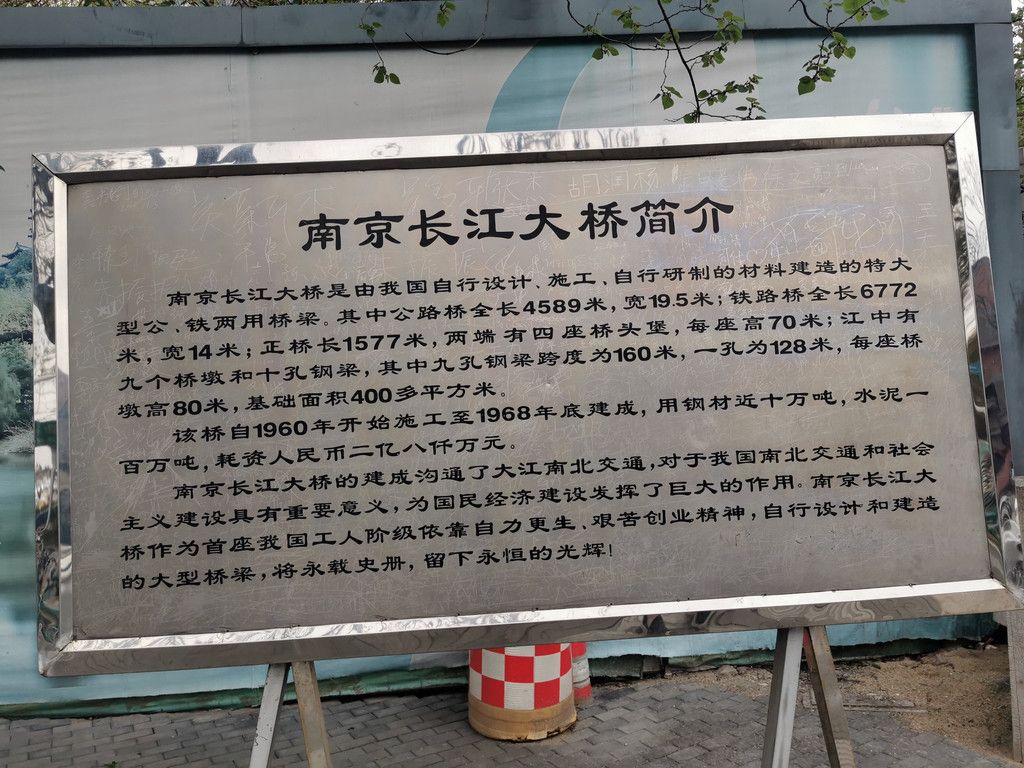 南京长江大桥简介
南京长江大桥是由我国自行设计、施工、自行研制的材料建造的特大
型公、铁两用桥梁。其中公路桥全长4589米，宽19.5米；铁路桥全长6772
米，宽14米；正桥长1577米，两端有四座桥头堡，每座高70米；江中有
九个桥墩和十孔钢梁，其中九孔钢梁跨度为160米，一孔为128米，每座桥
墩高80米，基础面积400多平方米。
该桥自1960年开始施工至1968年底建成，用钢材近十万吨，水泥一
百万吨，耗资人民币二亿八仟万元。
南京长江大桥的建成沟通了大江南北交通，对于我国南北交通和社会
主义建设具有重要意义，为国民经济建设发挥了巨大的作用。南京长江大
桥作为首座我国工人阶级依靠自力更生、艰苦创业精神，自行设计和建造
的大型桥梁，将永载史册，留下永恒的光辉！